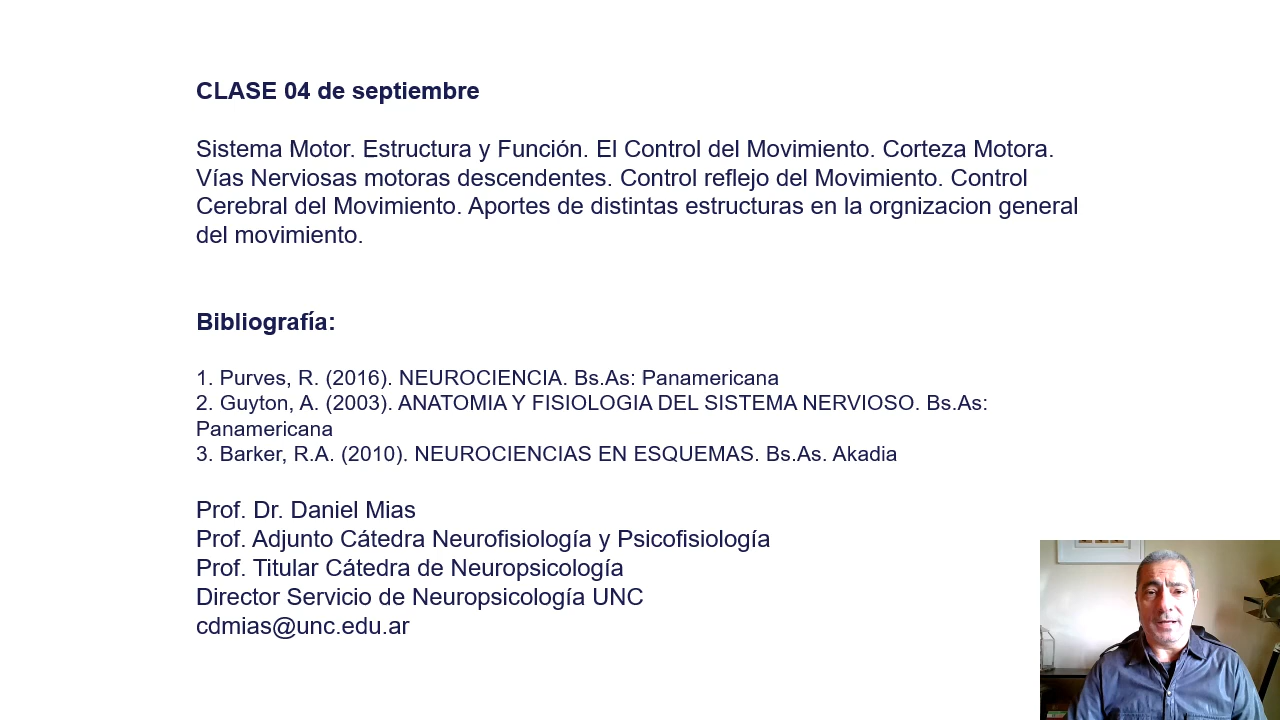 CLASE 04 de septiembre
Sistema Motor. Estructura y Función. El Control del Movimiento. Corteza Motora.
Vías Nerviosas motoras descendentes. Control reflejo del Movimiento. Control
Cerebral del Movimiento. Aportes de distintas estructuras en la orgnizacion general
del movimiento.
Bibliografía:
1. Purves, R. (2016). NEUROCIENCIA. Bs.As: Panamericana
2. Guyton, A. (2003). ANATOMIA Y FISIOLOGIA DEL SISTEMA NERVIOSO. Bs.As:
Panamericana
3. Barker, R.A. (2010). NEUROCIENCIAS EN ESQUEMAS. Bs.As. Akadia
Prof. Dr. Daniel Mias
Prof. Adjunto Cátedra Neurofisiología y Psicofisiología
Prof. Titular Cátedra de Neuropsicología
Director Servicio de Neuropsicología UNC
cdmias@unc.edu.ar